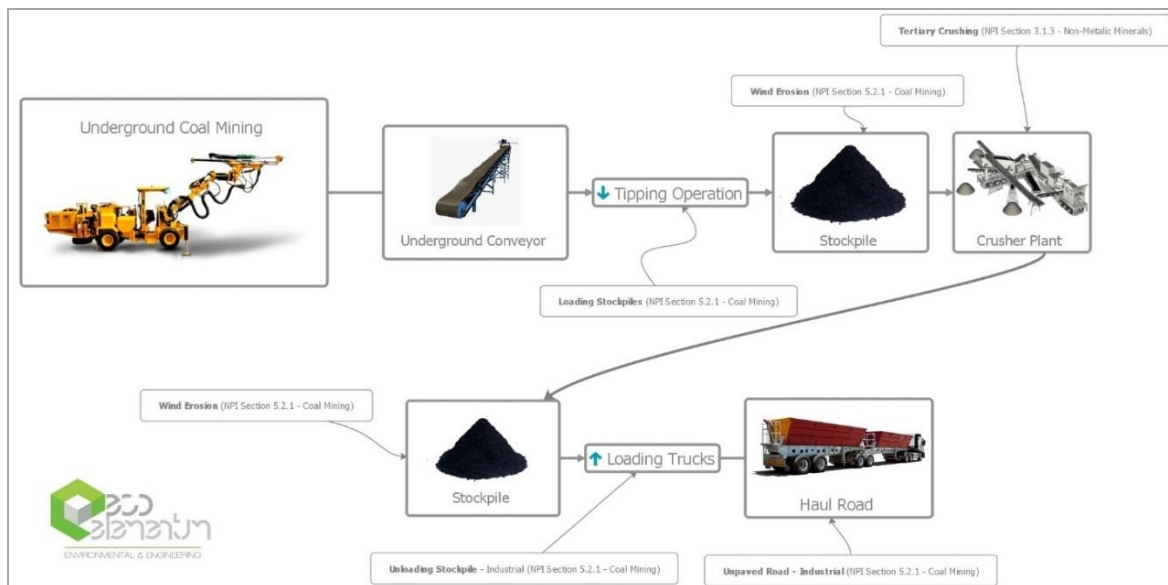 Tertiary Crushing (NPI Section 3.1.3 - Non-Metalic Minerals)
Wind Erosion (NPI Section 5.2.1 - Coal Mining)
Underground Coal Mining
Underground Conveyor
Tipping Operation
Stockpile
Crusher Plant
Loading Stockpiles (NPI Section 5.2.1 - Coal Mining)
Wind Erosion (NPI Section 5.2.1 - Coal Mining)
Stockpile
Loading Trucks
Haul Road
eco
elementum
ENVIRONMENTAL & ENGINEERING
Unloading Stockpile - Industrial (NPI Section 5.2.1 - Coal Mining)
Unpaved Road - Industrial (NPI Section 5.2.1 - Coal Mining)